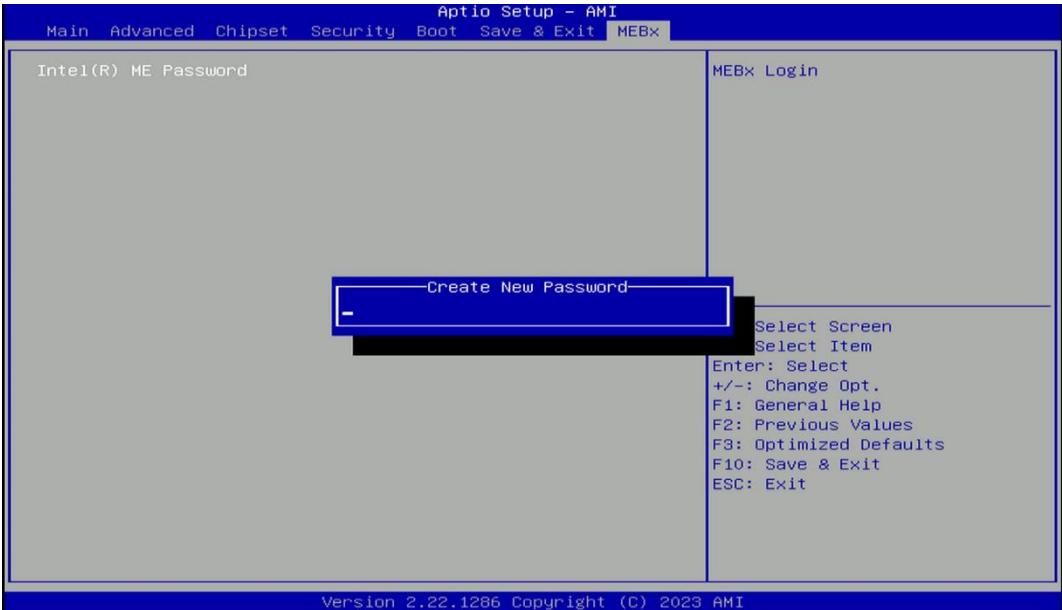 Aptio Setup – AMI
Main Advanced Chipset Security Boot Save & Exit MEBx
Intel(R) ME Password
MEBx Login
Create New Password
Select Screen
Select Item
Enter: Select
+/-: Change Opt.
F1: General Help
F2: Previous Values
F3: Optimized Defaults
F10: Save & Exit
ESC: Exit
Version 2.22.1286 Copyright (C) 2023 AMI